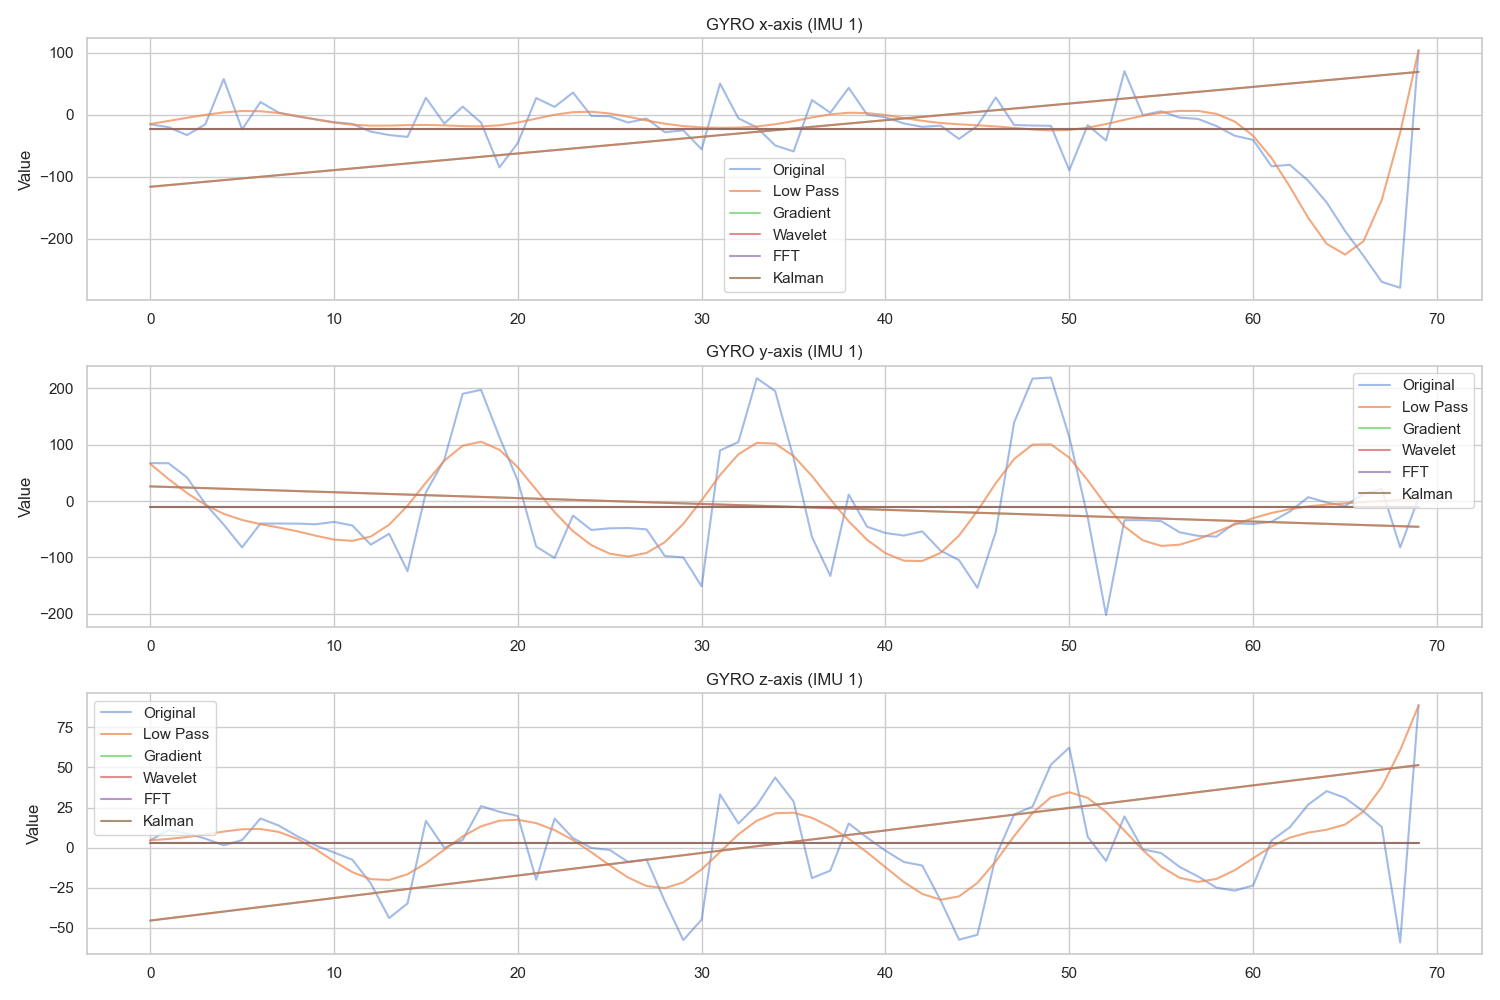 GYRO x-axis (IMU 1)
100
0
−100
−200
Value
Original
Low Pass
Gradient
Wavelet
FFT
Kalman
0 10 20 30 40 50 60 70
GYRO y-axis (IMU 1)
200
100
0
−100
−200
Value
Original
Low Pass
Gradient
Wavelet
FFT
Kalman
0 10 20 30 40 50 60 70
GYRO z-axis (IMU 1)
75
50
25
0
−25
−50
Value
Original
Low Pass
Gradient
Wavelet
FFT
Kalman
0 10 20 30 40 50 60 70